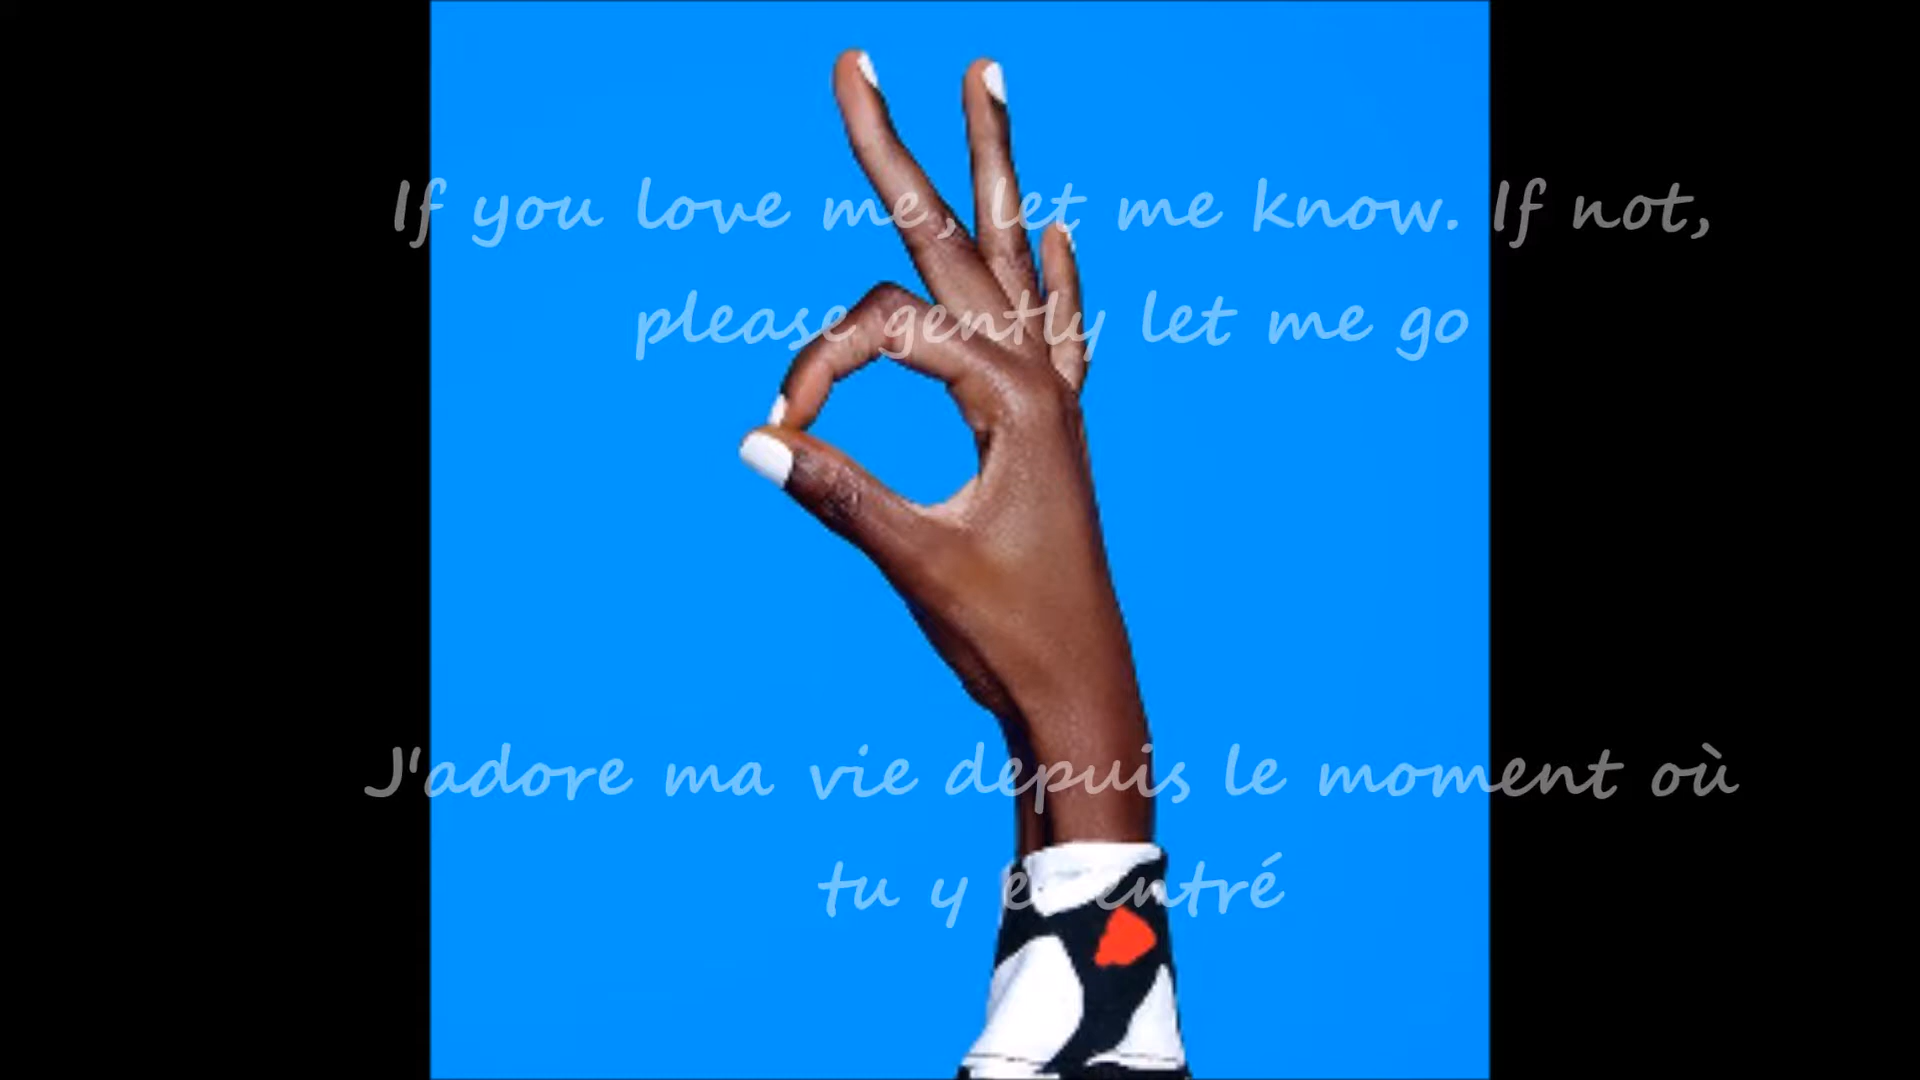 If you love me, let me know. If not,
please gently let me go
J'adore ma vie depuis le moment où
tu y es entré